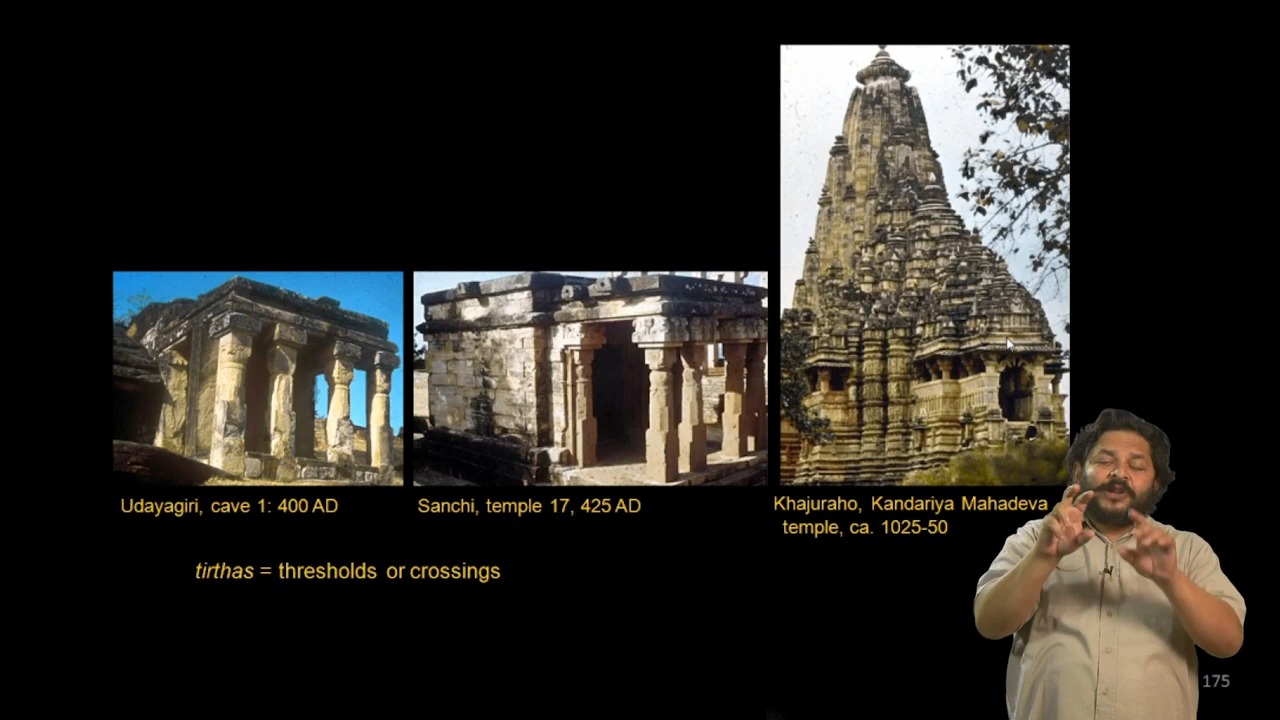 Udayagiri, cave 1: 400 AD
Sanchi, temple 17, 425 AD
Khajuraho, Kandariya Mahadeva
temple, ca. 1025-50
tirthas = thresholds or crossings
175